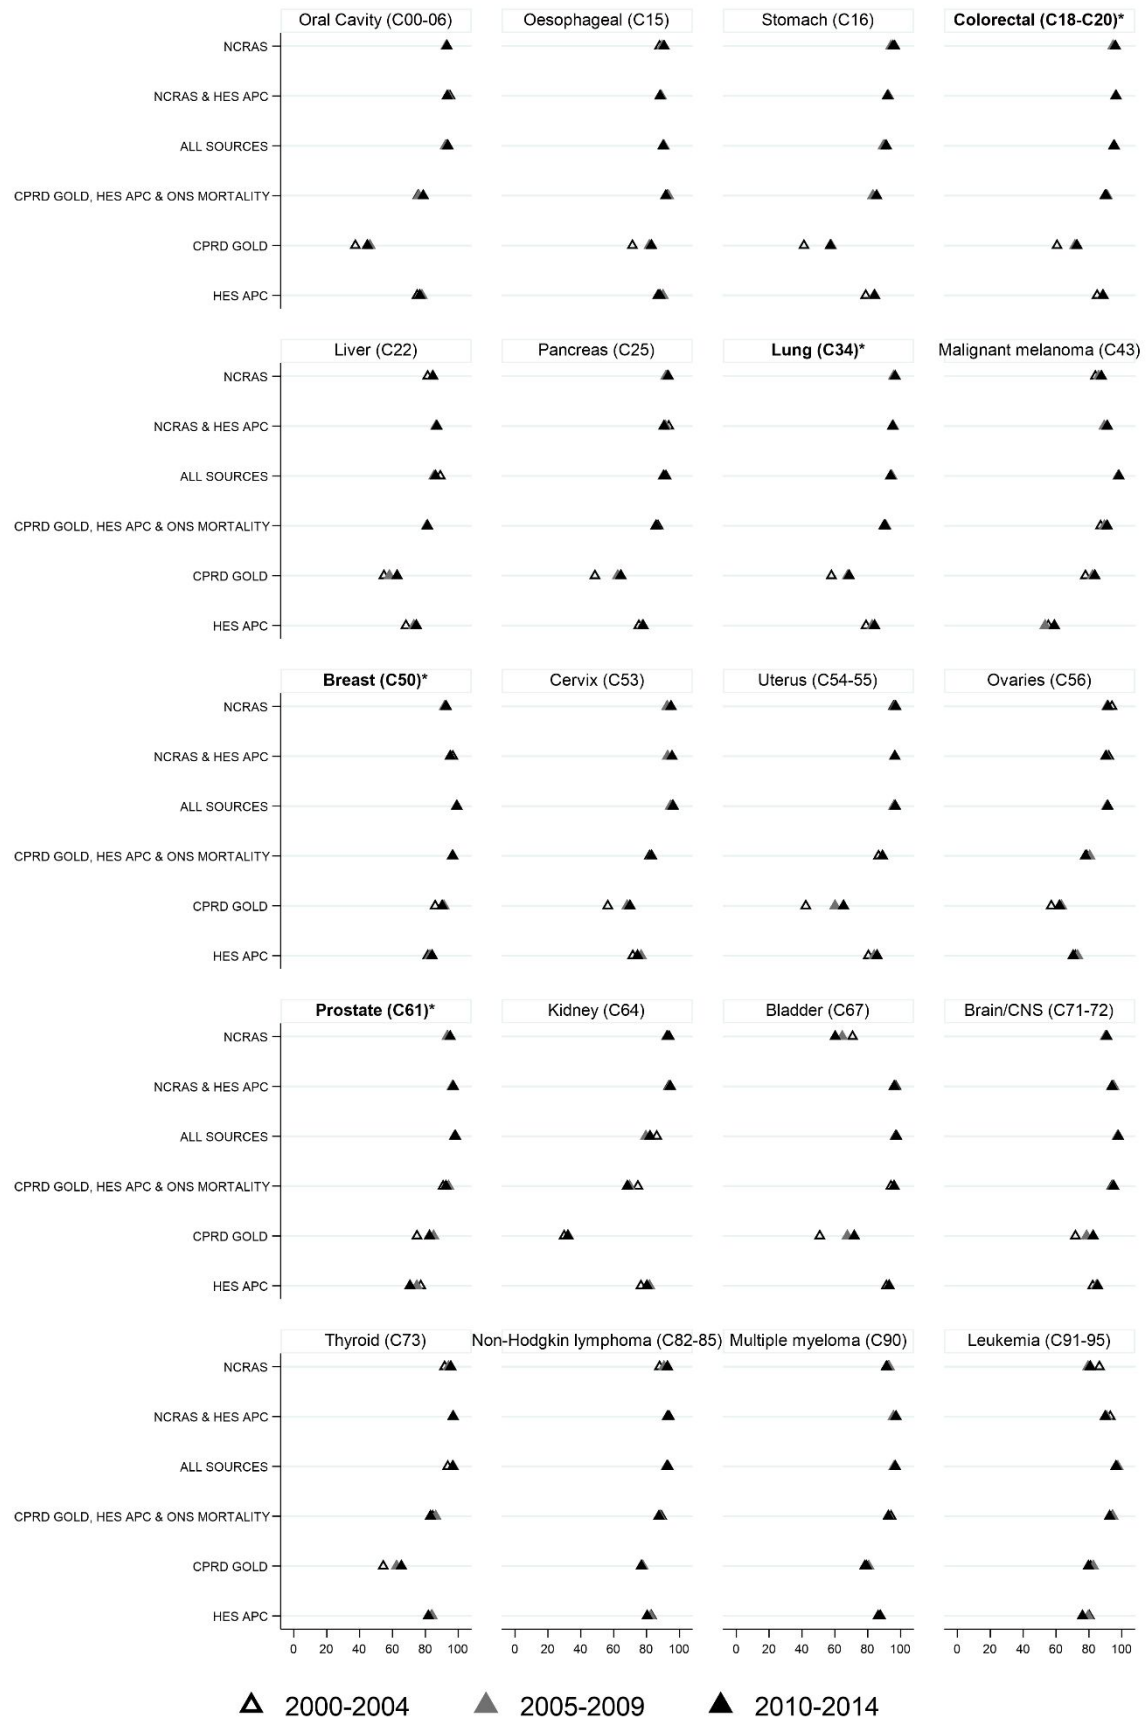 Oral Cavity (C00-06) Oesophageal (C15) Stomach (C16) Colorectal (C18-C20)*
NCRAS
NCRAS & HES APC
ALL SOURCES
CPRD GOLD, HES APC & ONS MORTALITY
CPRD GOLD
HES APC
Liver (C22) Pancreas (C25) Lung (C34)* Malignant melanoma (C43)
NCRAS
NCRAS & HES APC
ALL SOURCES
CPRD GOLD, HES APC & ONS MORTALITY
CPRD GOLD
HES APC
Breast (C50)* Cervix (C53) Uterus (C54-55) Ovaries (C56)
NCRAS
NCRAS & HES APC
ALL SOURCES
CPRD GOLD, HES APC & ONS MORTALITY
CPRD GOLD
HES APC
Prostate (C61)* Kidney (C64) Bladder (C67) Brain/CNS (C71-72)
NCRAS
NCRAS & HES APC
ALL SOURCES
CPRD GOLD, HES APC & ONS MORTALITY
CPRD GOLD
HES APC
Thyroid (C73) Non-Hodgkin lymphoma (C82-85) Multiple myeloma (C90) Leukemia (C91-95)
NCRAS
NCRAS & HES APC
ALL SOURCES
CPRD GOLD, HES APC & ONS MORTALITY
CPRD GOLD
HES APC
0 20 40 60 80 100 0 20 40 60 80 100 0 20 40 60 80 100 0 20 40 60 80 100
2000-2004 2005-2009 2010-2014